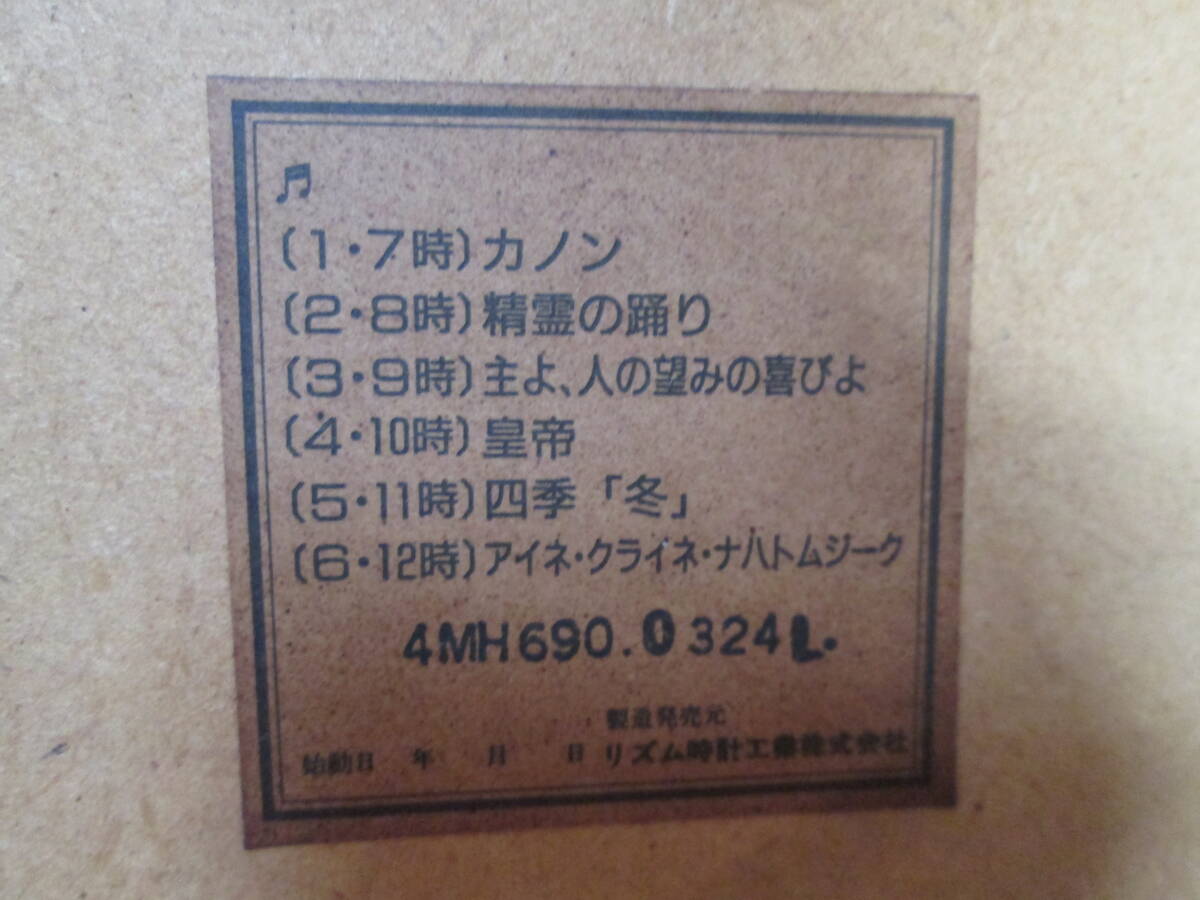 ♬
(1・7時)カノン
(2・8時)精霊の踊り
(3・9時)主よ、人の望みの喜びよ
(4・10時)皇帝
(5・11時)四季「冬」
(6・12時)アイネ・クライネ・ナハトムジーク
4MH690.0324L.
製造発売元
始動日 年 月 日 リズム時計工業株式会社